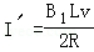 I′ = B₁Lv / 2R